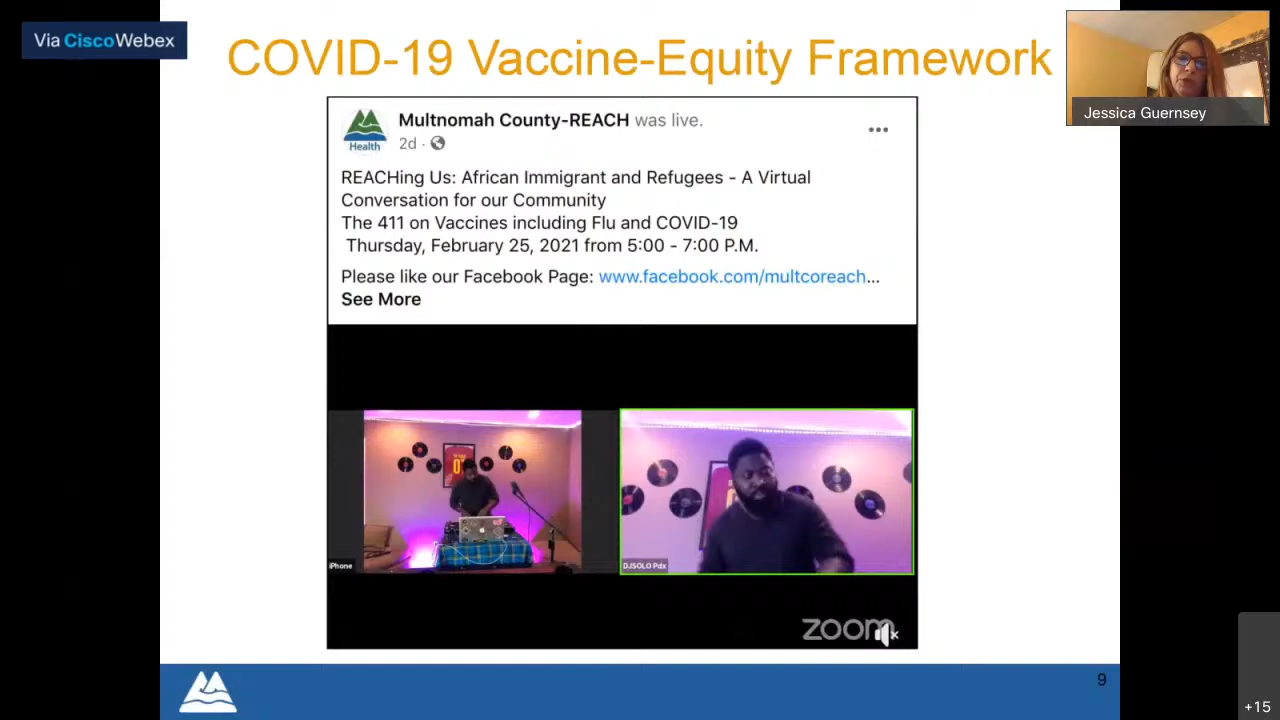 Via Cisco Webex
COVID-19 Vaccine-Equity Framework
Jessica Guernsey
Health
Multnomah County-REACH was live.
2d ·
REACHing Us: African Immigrant and Refugees - A Virtual
Conversation for our Community
The 411 on Vaccines including Flu and COVID-19
Thursday, February 25, 2021 from 5:00 - 7:00 P.M.
Please like our Facebook Page: www.facebook.com/multcoreach...
See More
iPhone
DJSOLO Pdx
zoom
9
+15